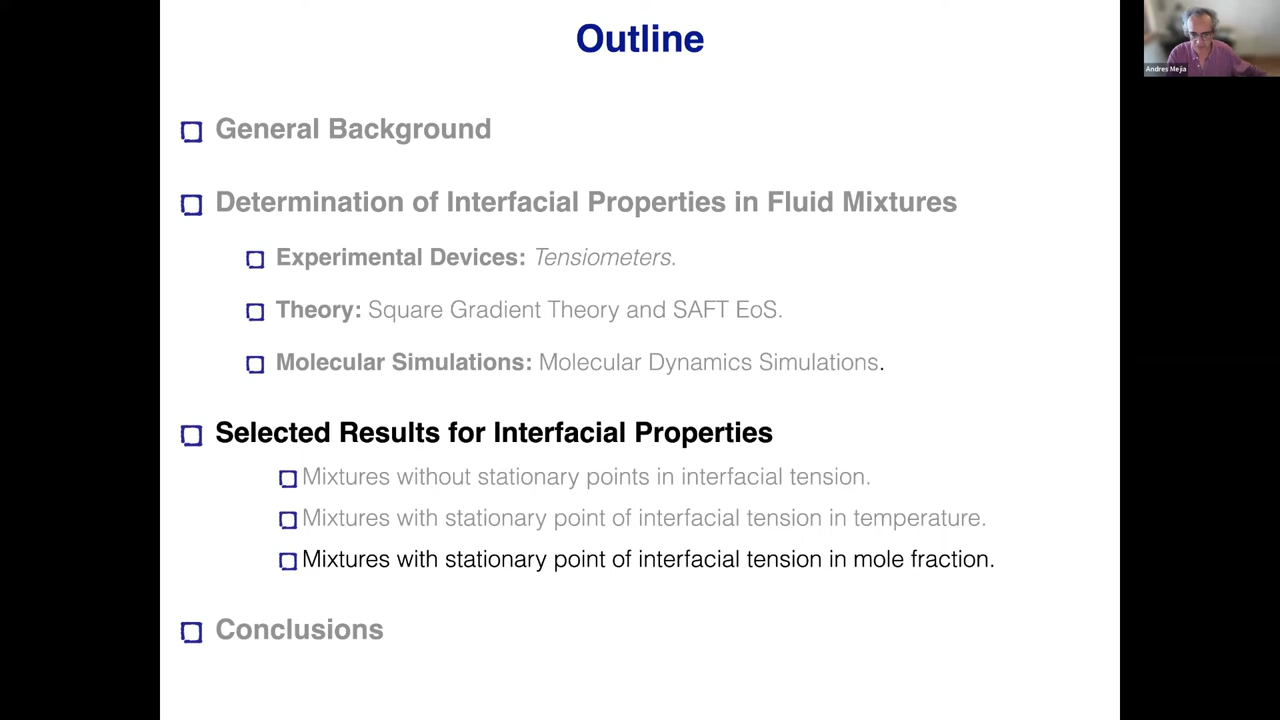 Outline
Andres Mejia
General Background
Determination of Interfacial Properties in Fluid Mixtures
Experimental Devices: Tensiometers.
Theory: Square Gradient Theory and SAFT EoS.
Molecular Simulations: Molecular Dynamics Simulations.
Selected Results for Interfacial Properties
Mixtures without stationary points in interfacial tension.
Mixtures with stationary point of interfacial tension in temperature.
Mixtures with stationary point of interfacial tension in mole fraction.
Conclusions